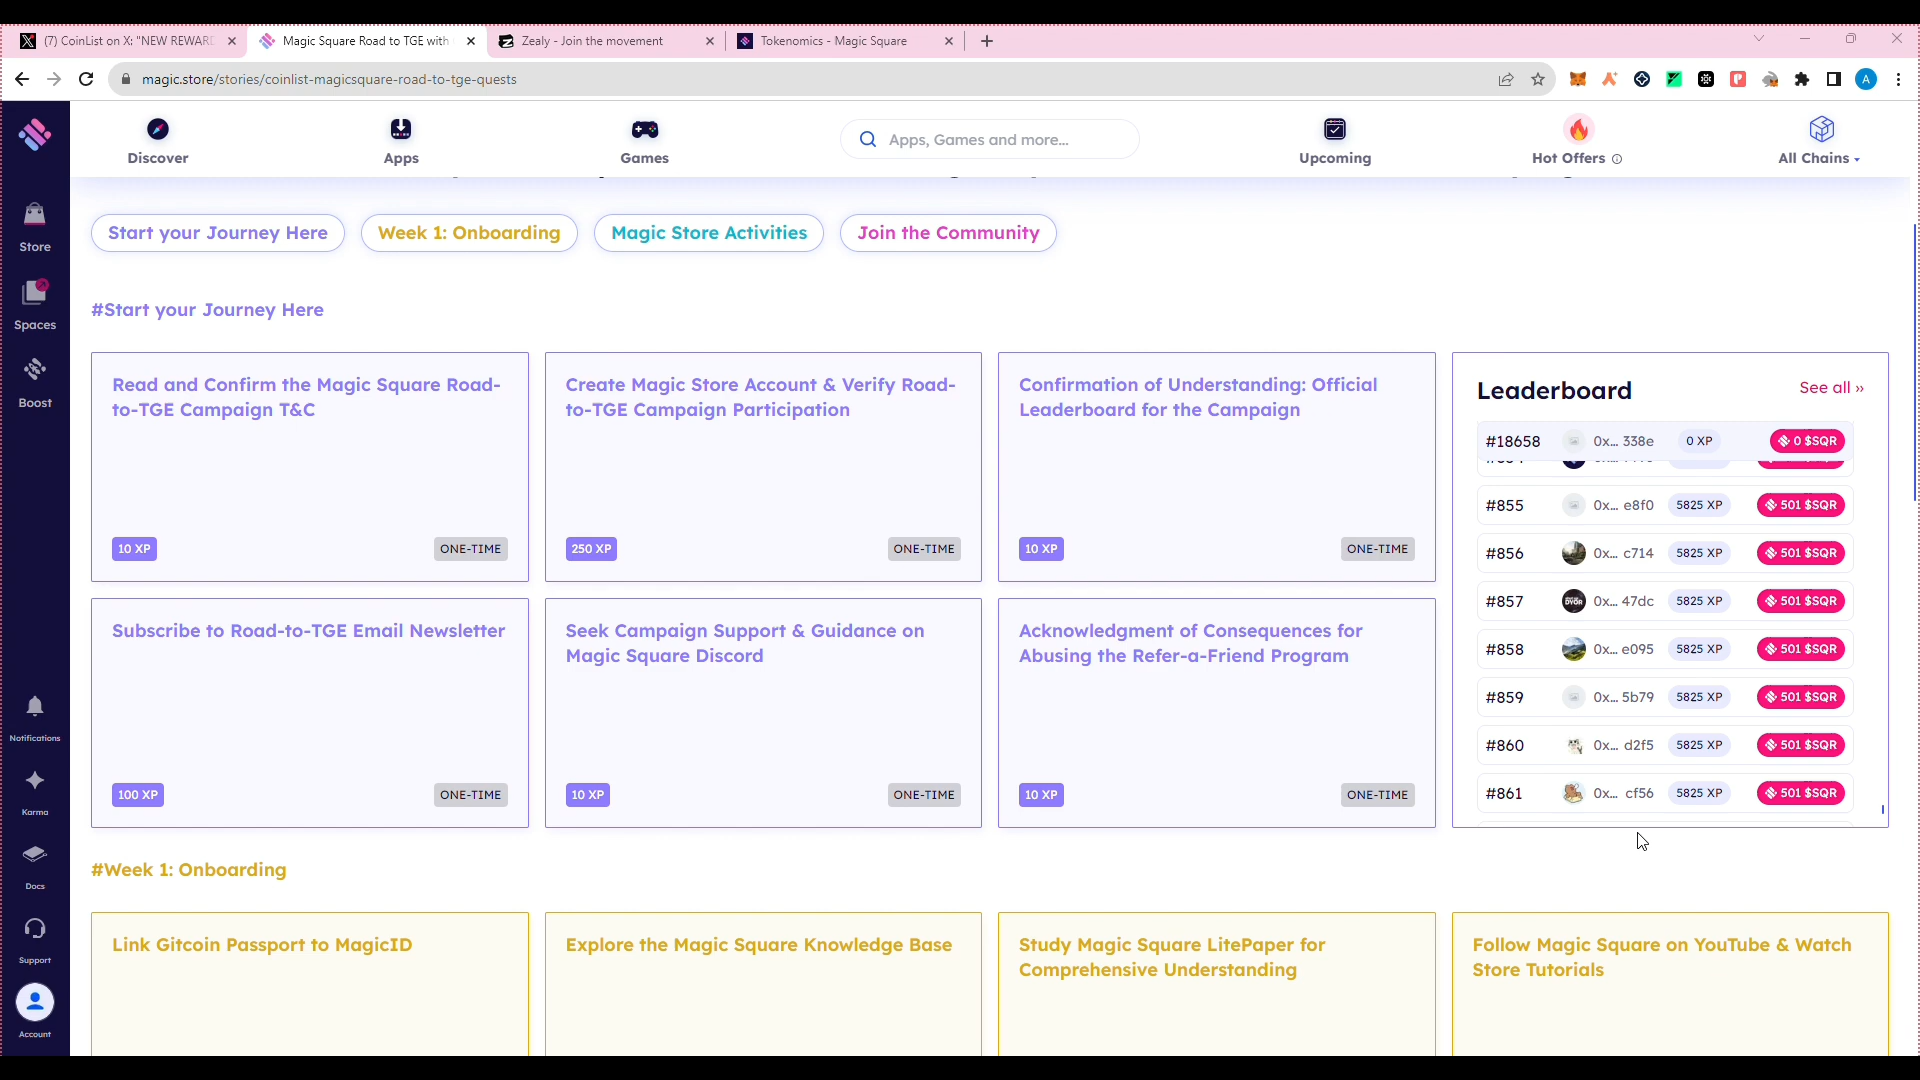 (7) CoinList on X: "NEW REWARD
Magic Square Road to TGE with
Zealy - Join the movement
Tokenomics - Magic Square
magic.store/stories/coinlist-magicsquare-road-to-tge-quests
A
Discover
Apps
Games
Apps, Games and more...
Upcoming
Hot Offers
All Chains
Store
Spaces
Boost
Notifications
Karma
Docs
Support
Account
Start your Journey Here
Week 1: Onboarding
Magic Store Activities
Join the Community
#Start your Journey Here
Read and Confirm the Magic Square Road-
to-TGE Campaign T&C
10 XP
ONE-TIME
Create Magic Store Account & Verify Road-
to-TGE Campaign Participation
250 XP
ONE-TIME
Confirmation of Understanding: Official
Leaderboard for the Campaign
10 XP
ONE-TIME
Subscribe to Road-to-TGE Email Newsletter
100 XP
ONE-TIME
Seek Campaign Support & Guidance on
Magic Square Discord
10 XP
ONE-TIME
Acknowledgment of Consequences for
Abusing the Refer-a-Friend Program
10 XP
ONE-TIME
Leaderboard
See all »
#18658 0x... 338e 0 XP 0 $SQR
#855 0x... e8f0 5825 XP 501 $SQR
#856 0x... c714 5825 XP 501 $SQR
#857 0x... 47dc 5825 XP 501 $SQR
#858 0x... e095 5825 XP 501 $SQR
#859 0x... 5b79 5825 XP 501 $SQR
#860 0x... d2f5 5825 XP 501 $SQR
#861 0x... cf56 5825 XP 501 $SQR
#Week 1: Onboarding
Link Gitcoin Passport to MagicID
Explore the Magic Square Knowledge Base
Study Magic Square LitePaper for
Comprehensive Understanding
Follow Magic Square on YouTube & Watch
Store Tutorials